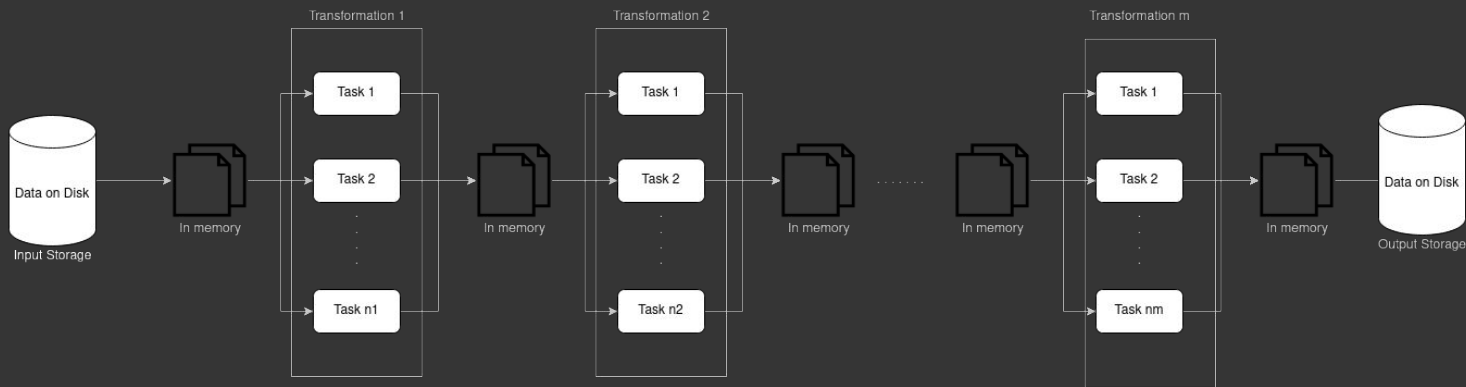 Transformation 1
Transformation 2
Transformation m
Task 1
Task 1
Task 1
Data on Disk
Task 2
Task 2
. . . . . . .
Task 2
Data on Disk
In memory
In memory
In memory
In memory
In memory
Input Storage
Output Storage
Task n1
Task n2
Task nm